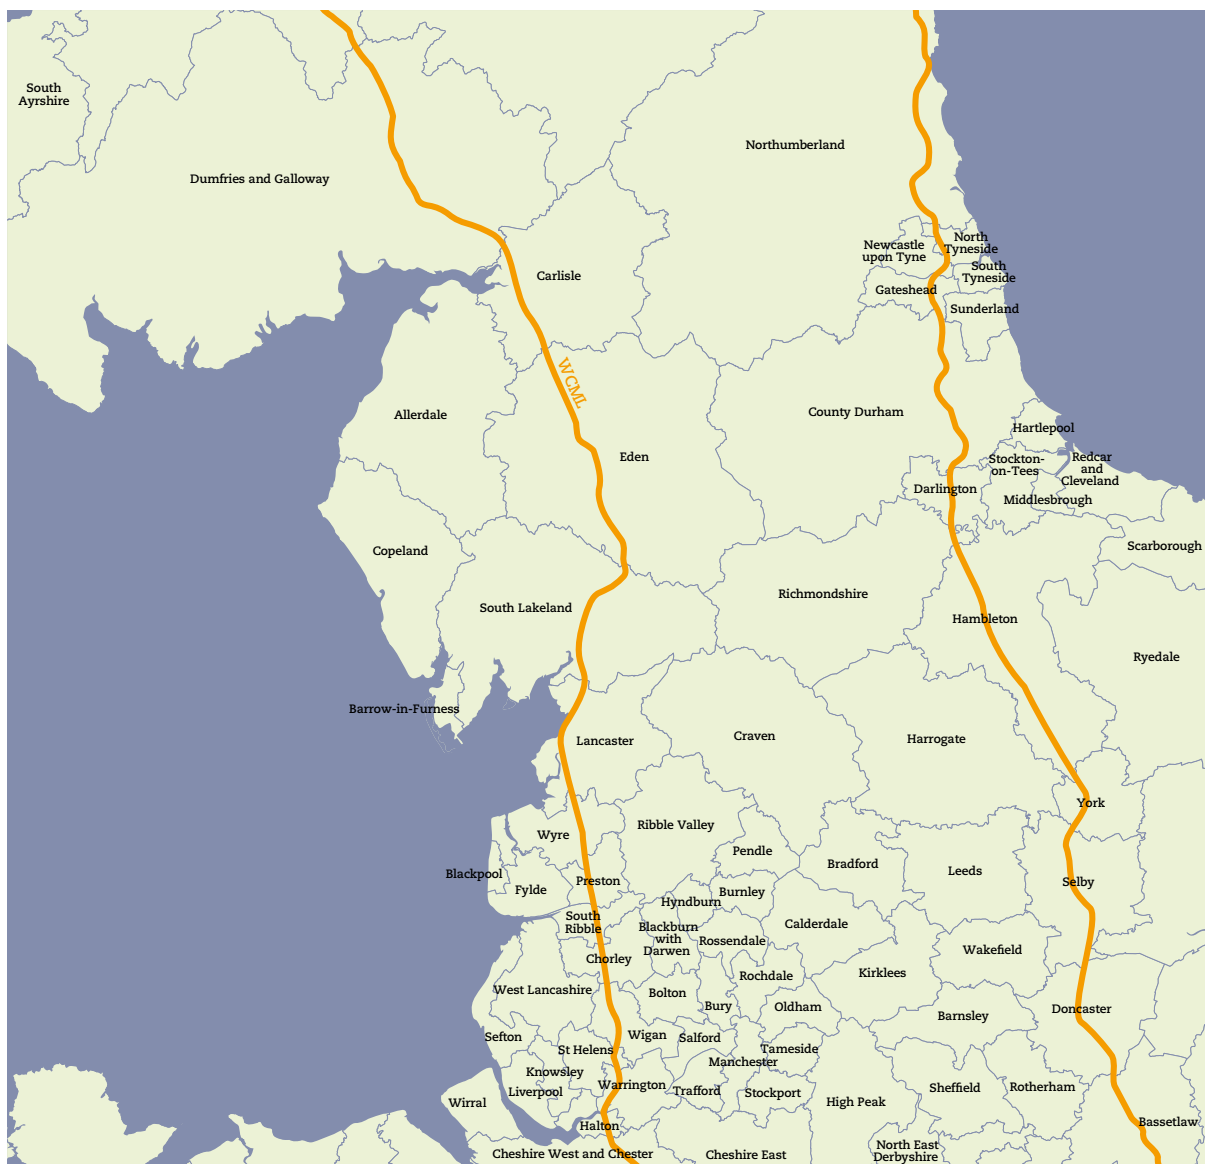 South
Ayrshire
Northumberland
Dumfries and Galloway
Newcastle
upon Tyne
North
Tyneside
South
Tyneside
Carlisle
Gateshead
Sunderland
WCML
Allerdale
County Durham
Hartlepool
Eden
Stockton-
on-Tees
Redcar
and
Cleveland
Darlington
Middlesbrough
Copeland
Scarborough
South Lakeland
Richmondshire
Hambleton
Ryedale
Barrow-in-Furness
Lancaster
Craven
Harrogate
York
Wyre
Ribble Valley
Pendle
Bradford
Leeds
Blackpool
Fylde
Preston
Burnley
Selby
Hyndburn
South
Ribble
Blackburn
with
Darwen
Rossendale
Calderdale
Wakefield
Chorley
Kirklees
Rochdale
West Lancashire
Bolton
Bury
Oldham
Barnsley
Doncaster
Sefton
St Helens
Wigan
Salford
Tameside
Manchester
Knowsley
Liverpool
Warrington
Trafford
Stockport
Sheffield
Rotherham
Wirral
High Peak
Halton
Bassetlaw
Cheshire West and Chester
Cheshire East
North East
Derbyshire